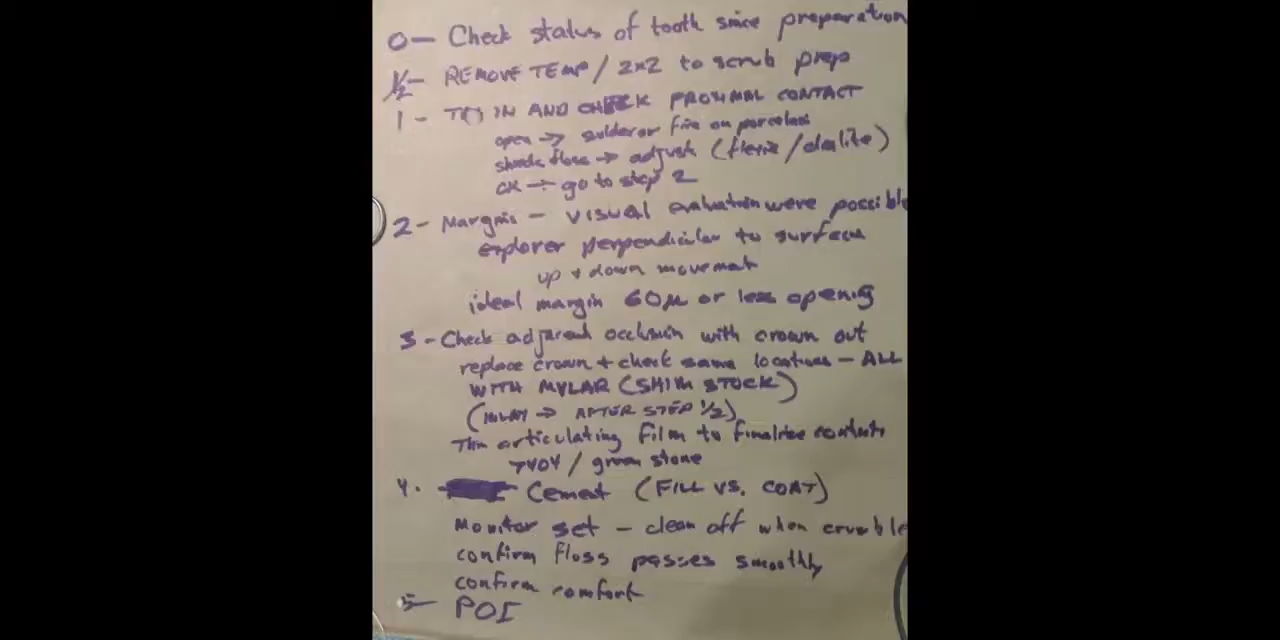 0— Check status of tooth since preparation
1/2— REMOVE TEMP / 2x2 to scrub prep
1 - TRY IN AND CHECK PROXIMAL CONTACT
open → solder or fire on porcelain
shreds floss → adjust (flexie / dialite)
OK → go to step 2
2 - Margins — VISUAL evaluation were possible
explorer perpendicular to surface
up + down movement
ideal margin 60μ or less opening
3 - Check adjacent occlusion with crown out
replace crown + check same locations — ALL
WITH MYLAR (SHIM STOCK)
(INLAY → AFTER STEP 1/2)
Thin articulating film to finalize contacts
7404 / green stone
4. Cement (FILL VS. COAT)
Monitor set — clean off when
confirm floss passes smoothly
confirm comfort
5— POI